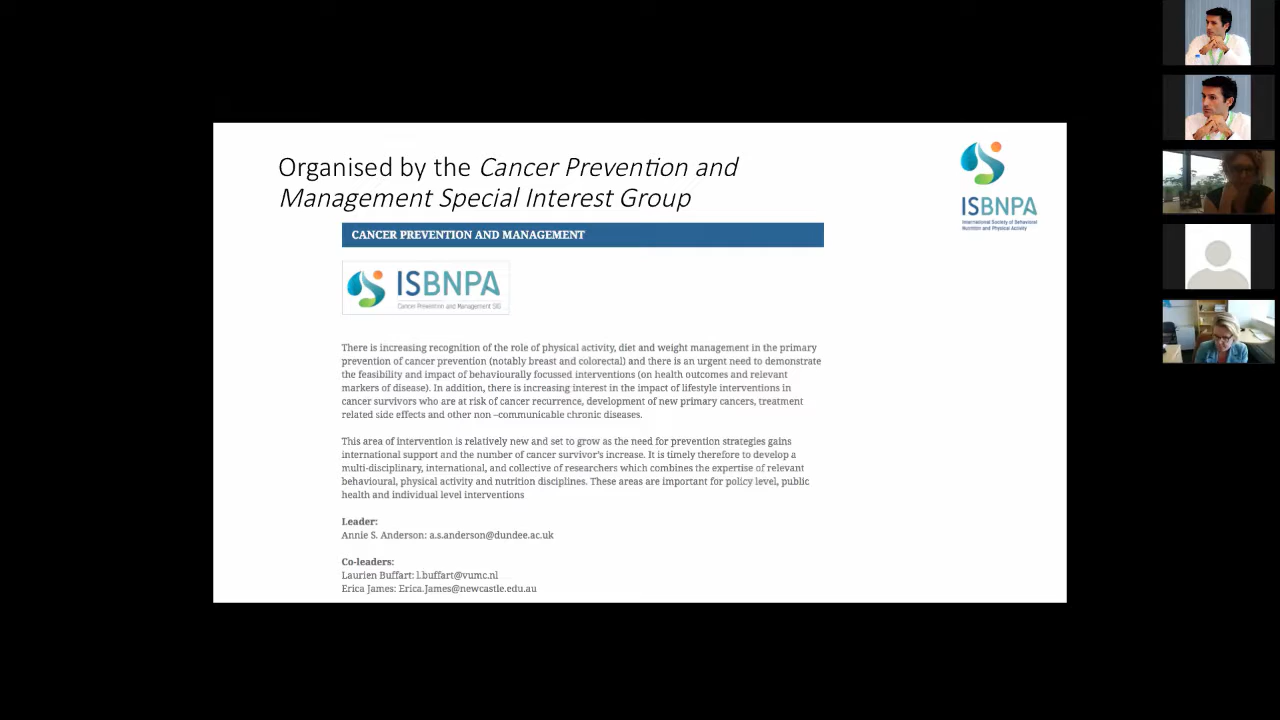 Organised by the Cancer Prevention and
Management Special Interest Group
ISBNPA
International Society of Behavioral
Nutrition and Physical Activity
CANCER PREVENTION AND MANAGEMENT
ISBNPA
Cancer Prevention and Management SIG
There is increasing recognition of the role of physical activity, diet and weight management in the primary
prevention of cancer prevention (notably breast and colorectal) and there is an urgent need to demonstrate
the feasibility and impact of behaviourally focussed interventions (on health outcomes and relevant
markers of disease). In addition, there is increasing interest in the impact of lifestyle interventions in
cancer survivors who are at risk of cancer recurrence, development of new primary cancers, treatment
related side effects and other non –communicable chronic diseases.
This area of intervention is relatively new and set to grow as the need for prevention strategies gains
international support and the number of cancer survivor's increase. It is timely therefore to develop a
multi-disciplinary, international, and collective of researchers which combines the expertise of relevant
behavioural, physical activity and nutrition disciplines. These areas are important for policy level, public
health and individual level interventions
Leader:
Annie S. Anderson: a.s.anderson@dundee.ac.uk
Co-leaders:
Laurien Buffart: l.buffart@vumc.nl
Erica James: Erica.James@newcastle.edu.au